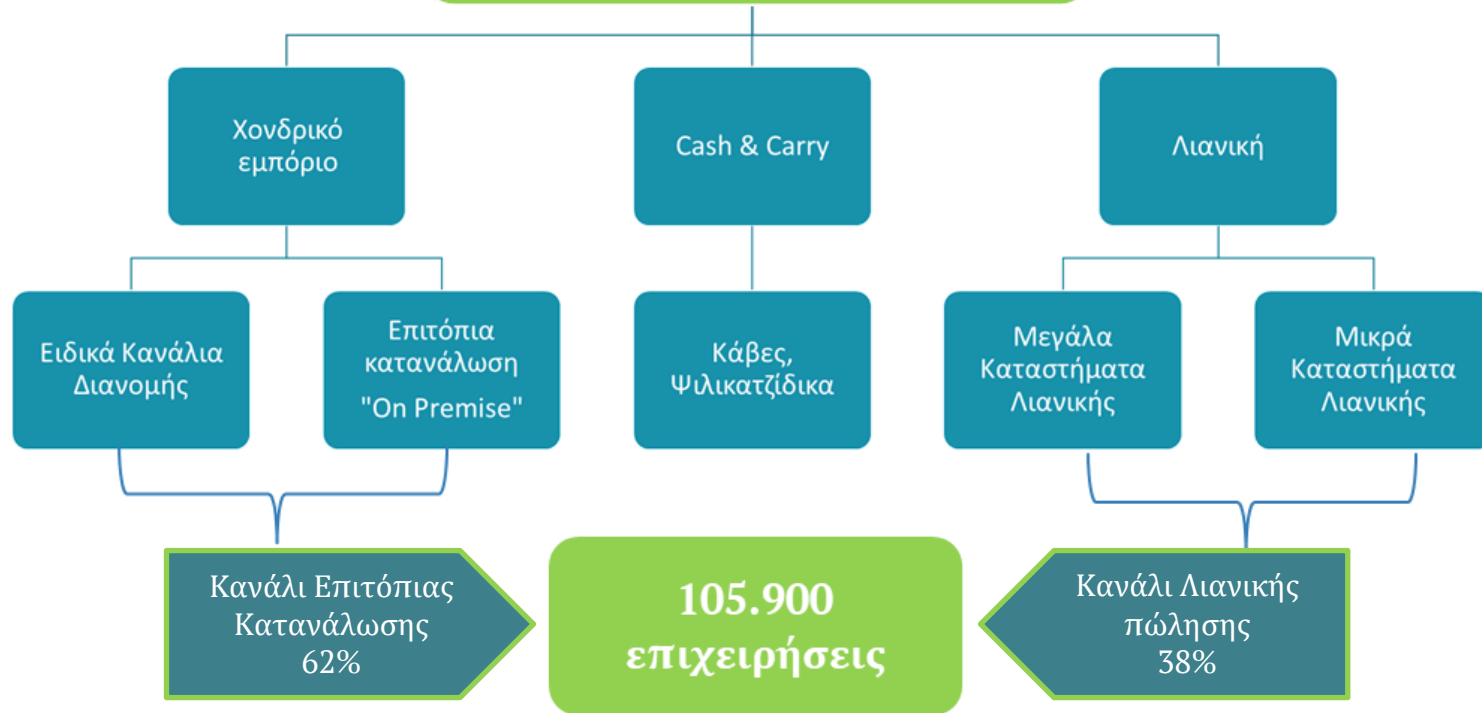 Χονδρικό
εμπόριο
Cash & Carry
Λιανική
Ειδικά Κανάλια
Διανομής
Επιτόπια
κατανάλωση
"On Premise"
Κάβες,
Ψιλικατζίδικα
Μεγάλα
Καταστήματα
Λιανικής
Μικρά
Καταστήματα
Λιανικής
Κανάλι Επιτόπιας
Κατανάλωσης
62%
105.900
επιχειρήσεις
Κανάλι Λιανικής
πώλησης
38%